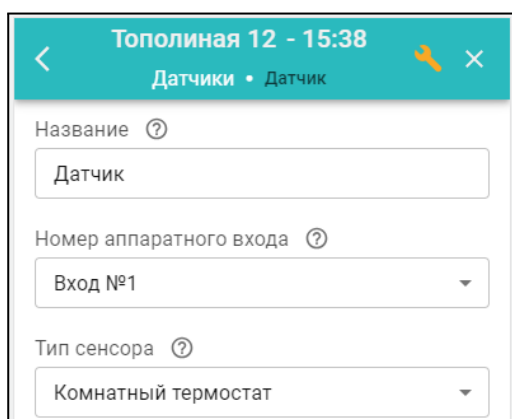 Тополиная 12 - 15:38
Датчики • Датчик
Название
Датчик
Номер аппаратного входа
Вход №1
Тип сенсора
Комнатный термостат